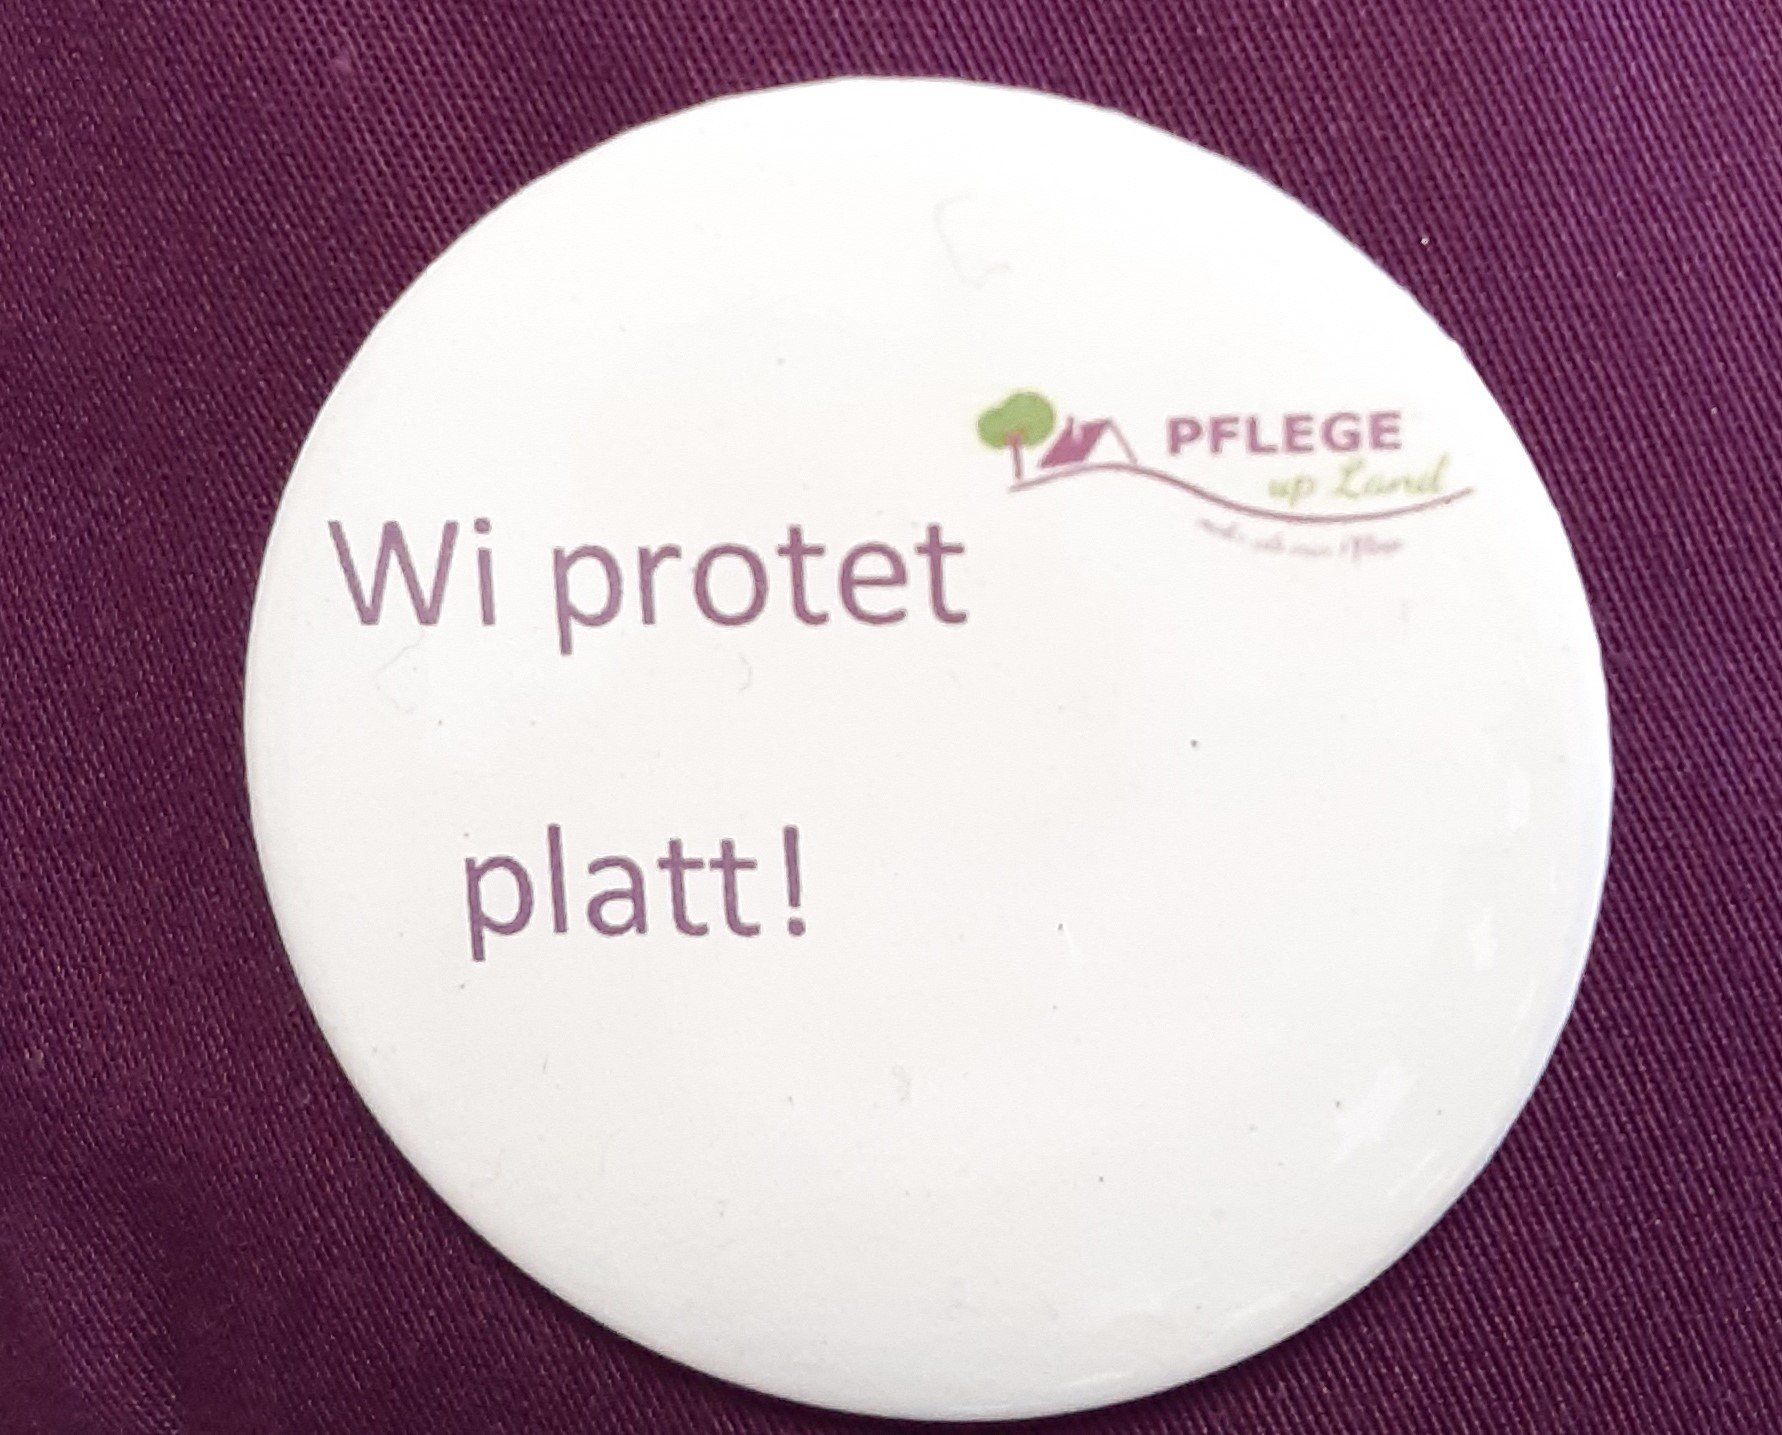 PFLEGE
up Land
Wi protet
platt!